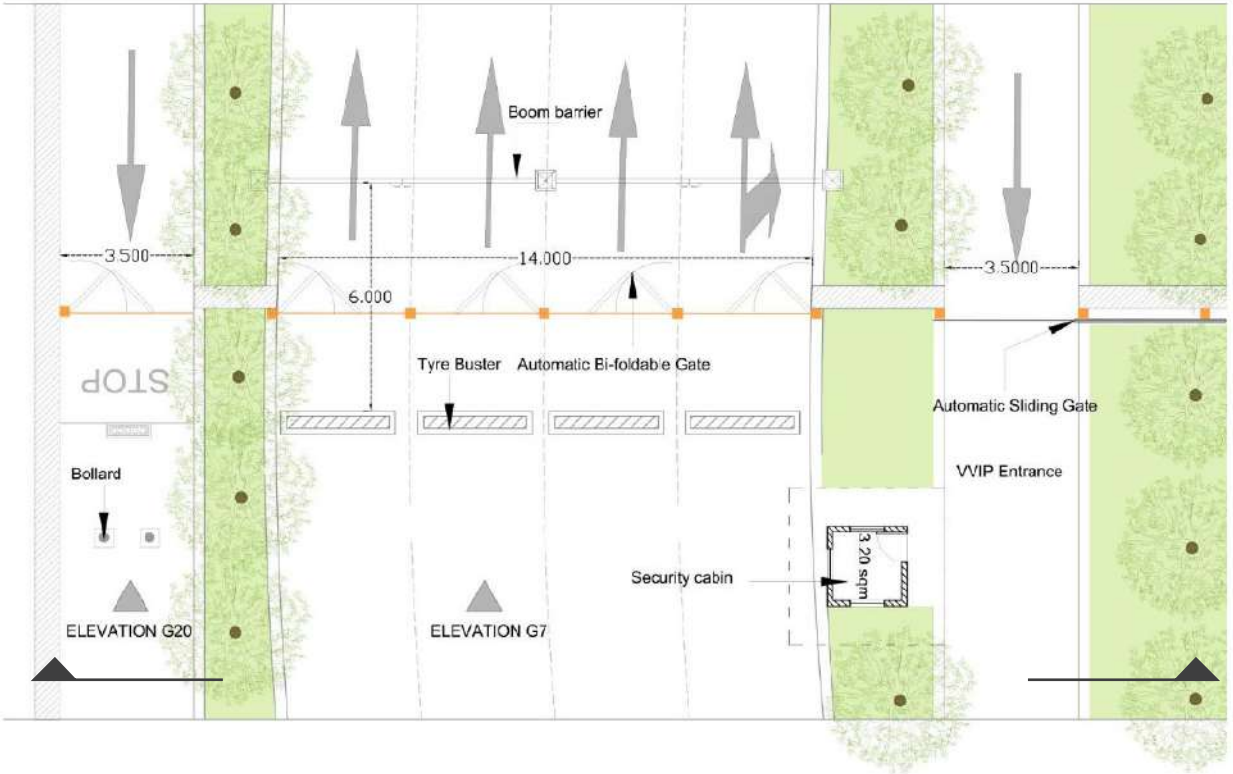 Boom barrier
3.500
14.000
3.5000
6.000
Tyre Buster
Automatic Bi-foldable Gate
STOP
Automatic Sliding Gate
Bollard
VVIP Entrance
3.20 sqm
Security cabin
ELEVATION G20
ELEVATION G7